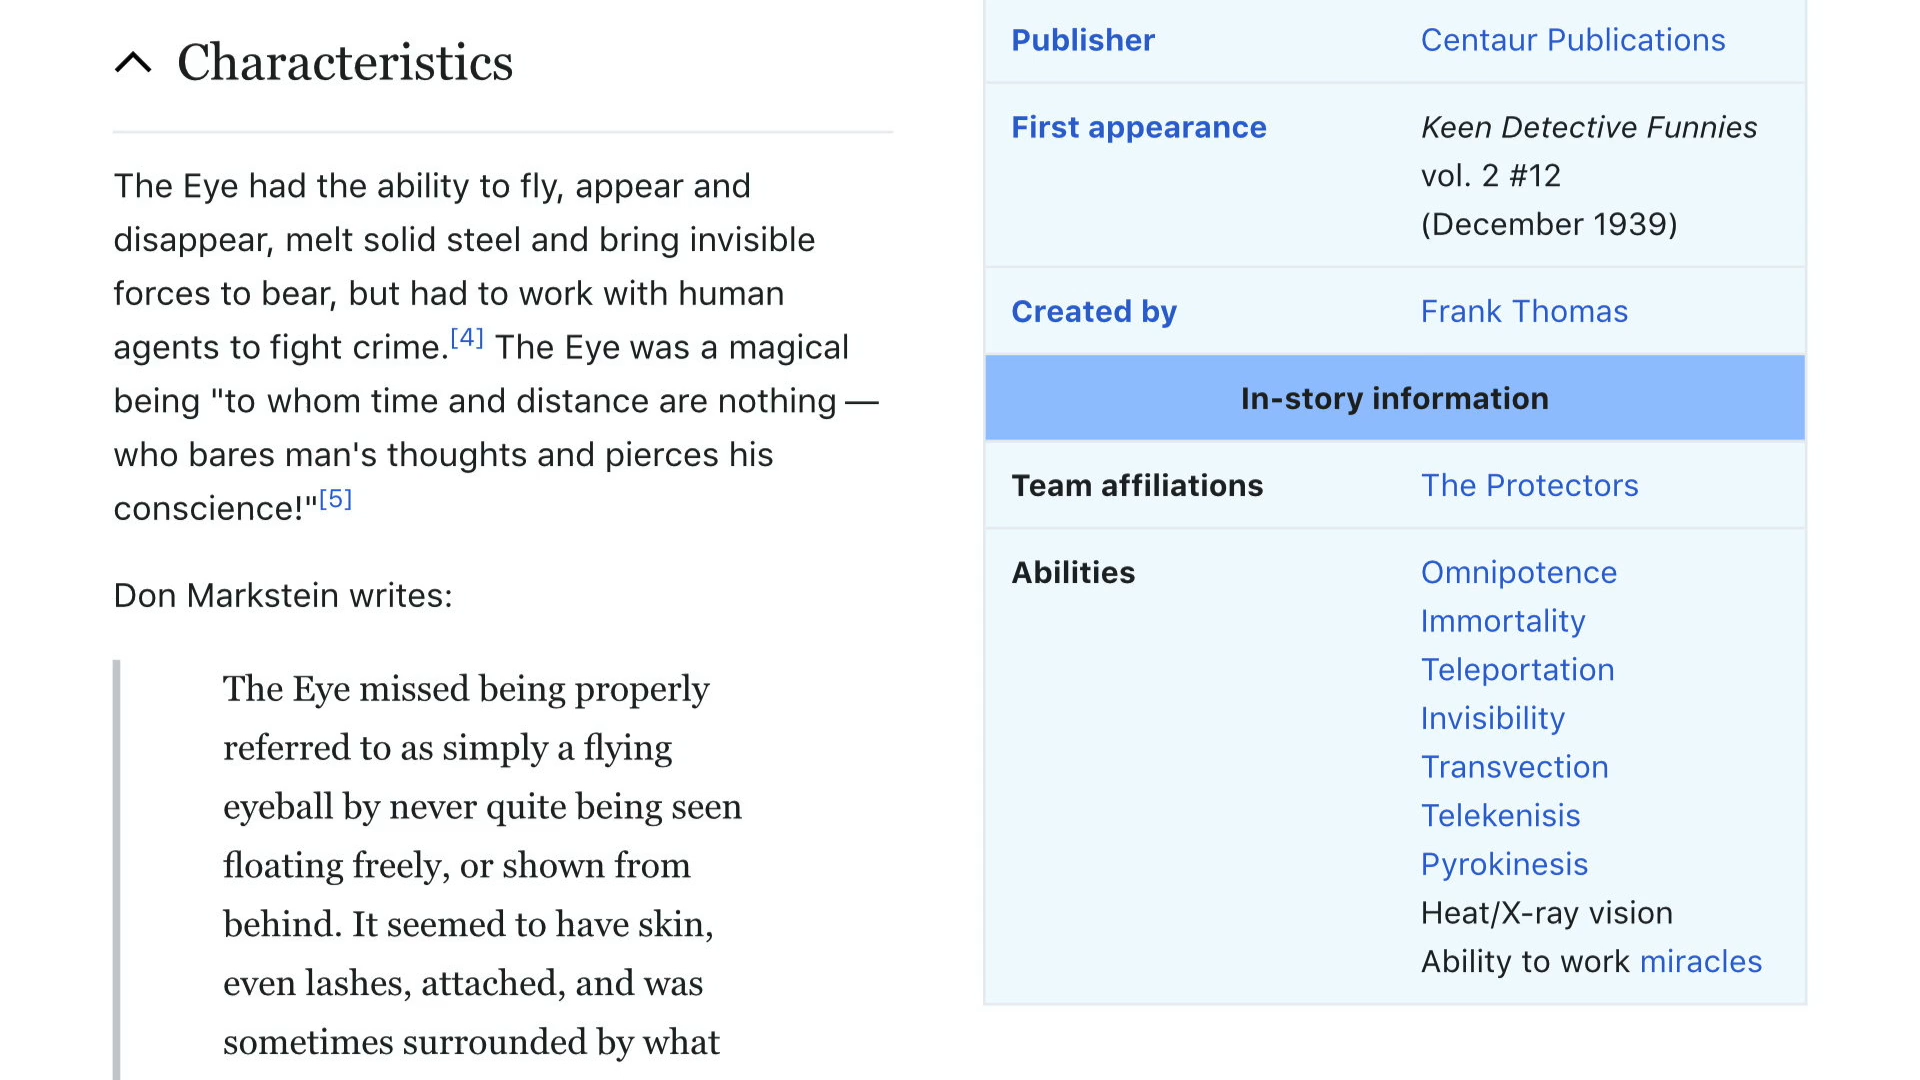 Characteristics
The Eye had the ability to fly, appear and
disappear, melt solid steel and bring invisible
forces to bear, but had to work with human
agents to fight crime.[4] The Eye was a magical
being "to whom time and distance are nothing —
who bares man's thoughts and pierces his
conscience!"[5]
Don Markstein writes:
The Eye missed being properly
referred to as simply a flying
eyeball by never quite being seen
floating freely, or shown from
behind. It seemed to have skin,
even lashes, attached, and was
sometimes surrounded by what
Publisher Centaur Publications
First appearance Keen Detective Funnies
vol. 2 #12
(December 1939)
Created by Frank Thomas
In-story information
Team affiliations The Protectors
Abilities Omnipotence
Immortality
Teleportation
Invisibility
Transvection
Telekenisis
Pyrokinesis
Heat/X-ray vision
Ability to work miracles